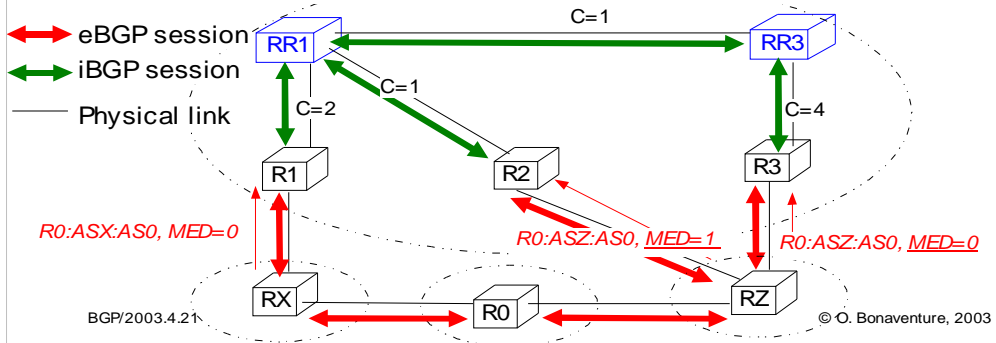 eBGP session
iBGP session
Physical link
C=1
RR1
RR3
C=1
C=2
C=4
R1
R2
R3
R0:ASX:AS0, MED=0
R0:ASZ:AS0, MED=1
R0:ASZ:AS0, MED=0
RX
R0
RZ
BGP/2003.4.21
© O. Bonaventure, 2003